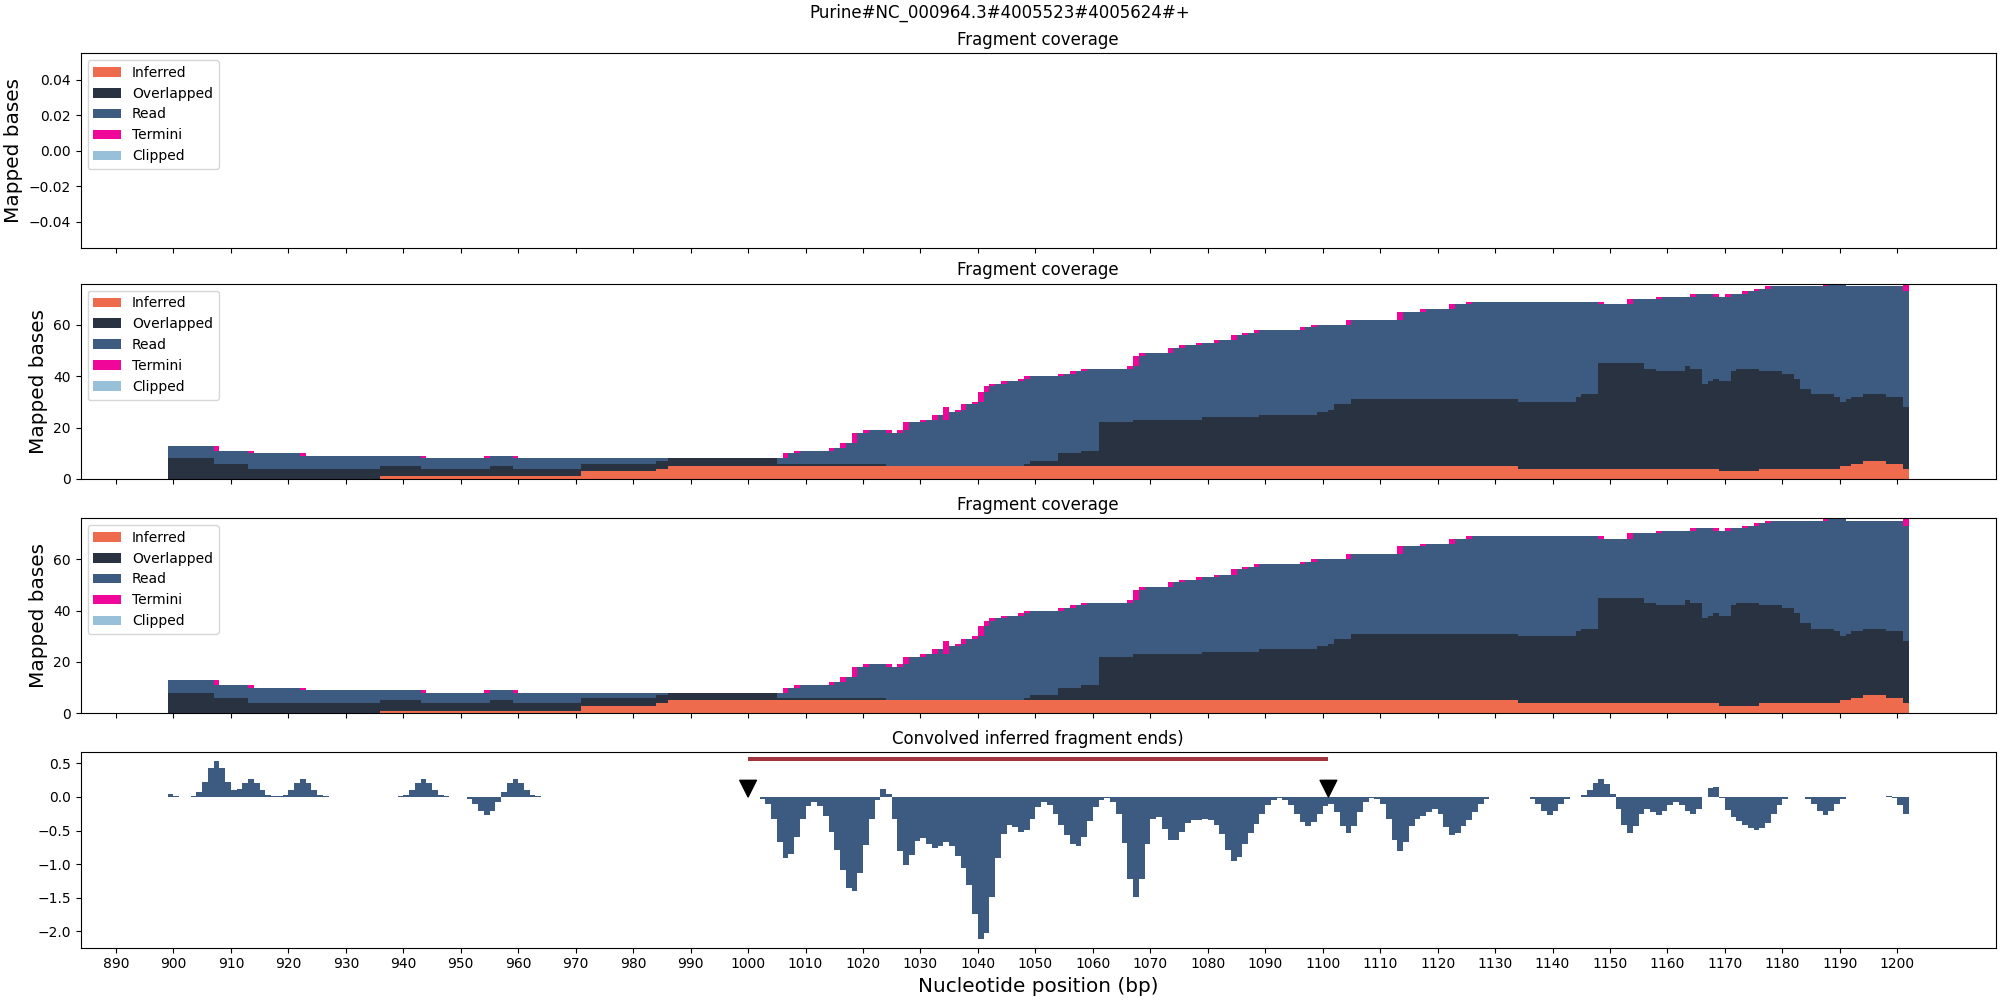 Purine#NC_000964.3#4005523#4005624#+
Fragment coverage
Mapped bases
0.04
0.02
0.00
−0.02
−0.04
Inferred
Overlapped
Read
Termini
Clipped
Fragment coverage
Mapped bases
60
40
20
0
Inferred
Overlapped
Read
Termini
Clipped
Fragment coverage
Mapped bases
60
40
20
0
Inferred
Overlapped
Read
Termini
Clipped
Convolved inferred fragment ends)
0.5
0.0
−0.5
−1.0
−1.5
−2.0
890 900 910 920 930 940 950 960 970 980 990 1000 1010 1020 1030 1040 1050 1060 1070 1080 1090 1100 1110 1120 1130 1140 1150 1160 1170 1180 1190 1200
Nucleotide position (bp)